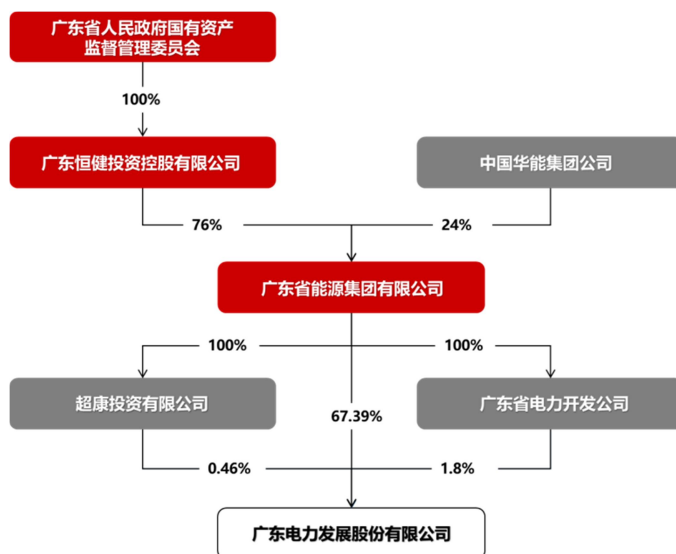 广东省人民政府国有资产
监督管理委员会
100%
广东恒健投资控股有限公司
中国华能集团公司
76%
24%
广东省能源集团有限公司
100%
100%
超康投资有限公司
67.39%
广东省电力开发公司
0.46%
1.8%
广东电力发展股份有限公司